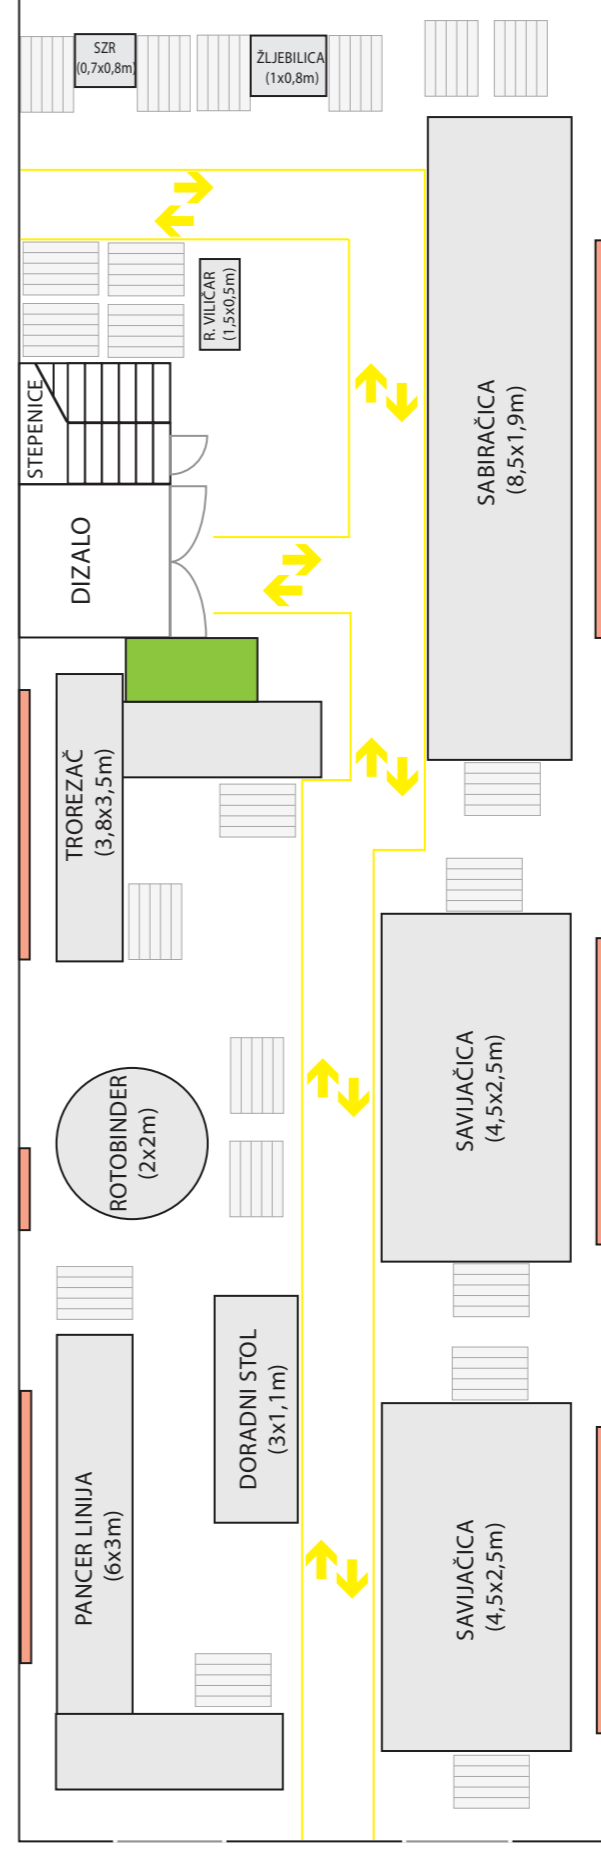 SZR
(0,7x0,8m)
ŽLJEBILICA
(1x0,8m)
R. VILIČAR
(1,5x0,5m)
STEPENICE
SABIRAČICA
(8,5x1,9m)
DIZALO
TROREZAČ
(3,8x3,5m)
SAVIJAČICA
(4,5x2,5m)
ROTOBINDER
(2x2m)
DORADNI STOL
(3x1,1m)
PANCER LINIJA
(6x3m)
SAVIJAČICA
(4,5x2,5m)